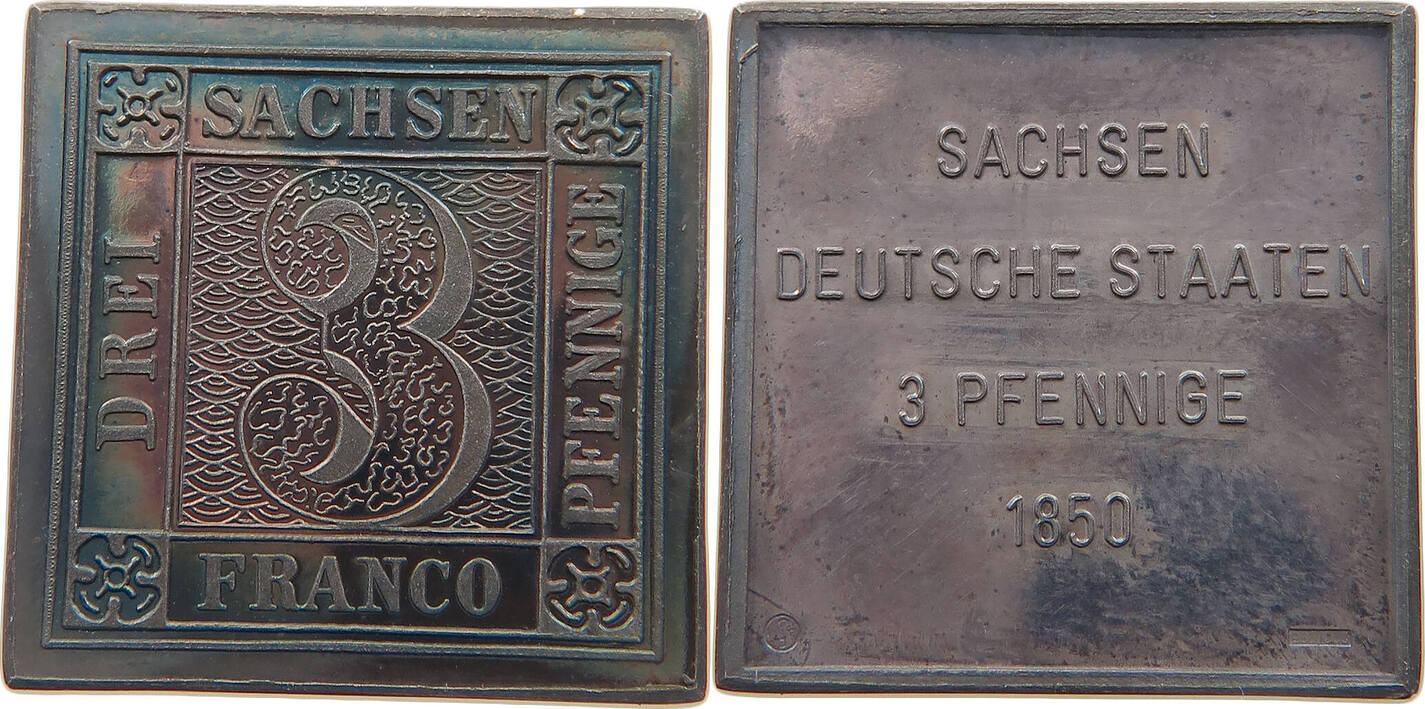 SACHSEN
DREI
3
PFENNIGE
FRANCO
SACHSEN
DEUTSCHE STAATEN
3 PFENNIGE
1850